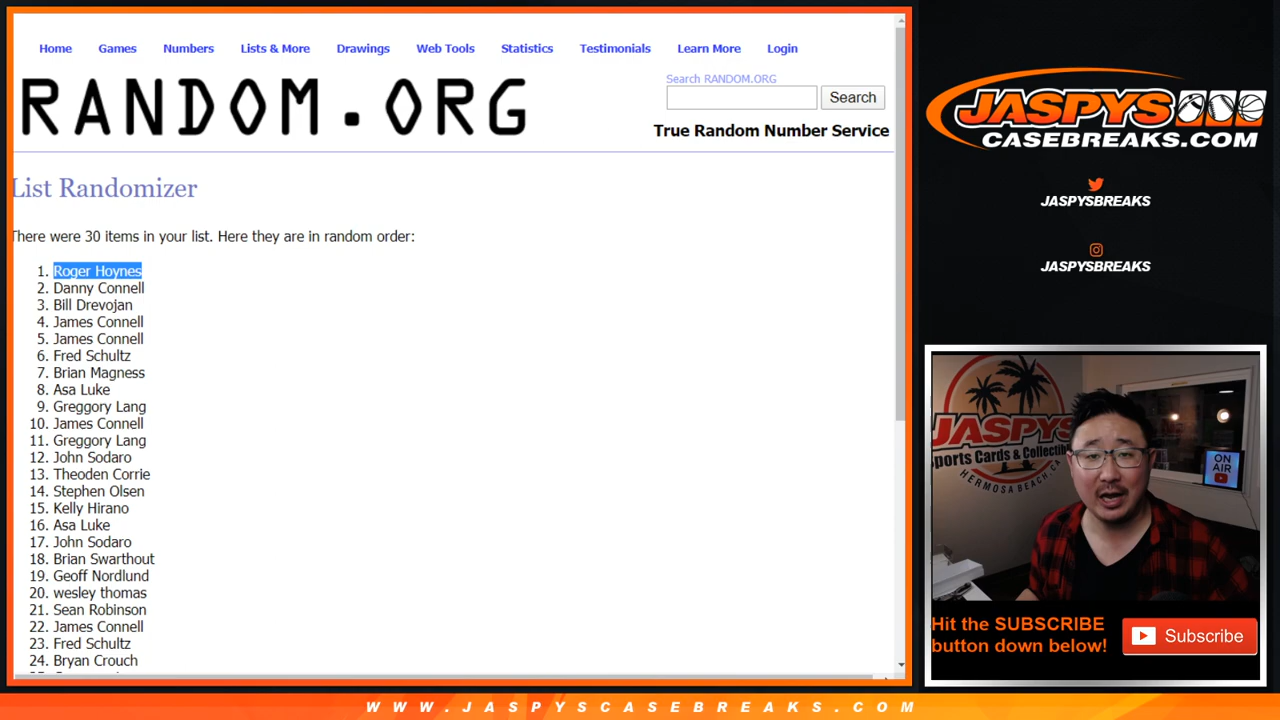 Home Games Numbers Lists & More Drawings Web Tools Statistics Testimonials Learn More Login
RANDOM.ORG
Search RANDOM.ORG
Search
True Random Number Service
List Randomizer
There were 30 items in your list. Here they are in random order:
1. Roger Hoynes
2. Danny Connell
3. Bill Drevojan
4. James Connell
5. James Connell
6. Fred Schultz
7. Brian Magness
8. Asa Luke
9. Greggory Lang
10. James Connell
11. Greggory Lang
12. John Sodaro
13. Theoden Corrie
14. Stephen Olsen
15. Kelly Hirano
16. Asa Luke
17. John Sodaro
18. Brian Swarthout
19. Geoff Nordlund
20. wesley thomas
21. Sean Robinson
22. James Connell
23. Fred Schultz
24. Bryan Crouch
JASPYS
CASEBREAKS.COM
JASPYSBREAKS
JASPYSBREAKS
JASPYS
Sports Cards & Collectib
HERMOSA BEACH, CA
ON
AIR
Hit the SUBSCRIBE
button down below!
Subscribe
WWW.JASPYSCASEBREAKS.COM